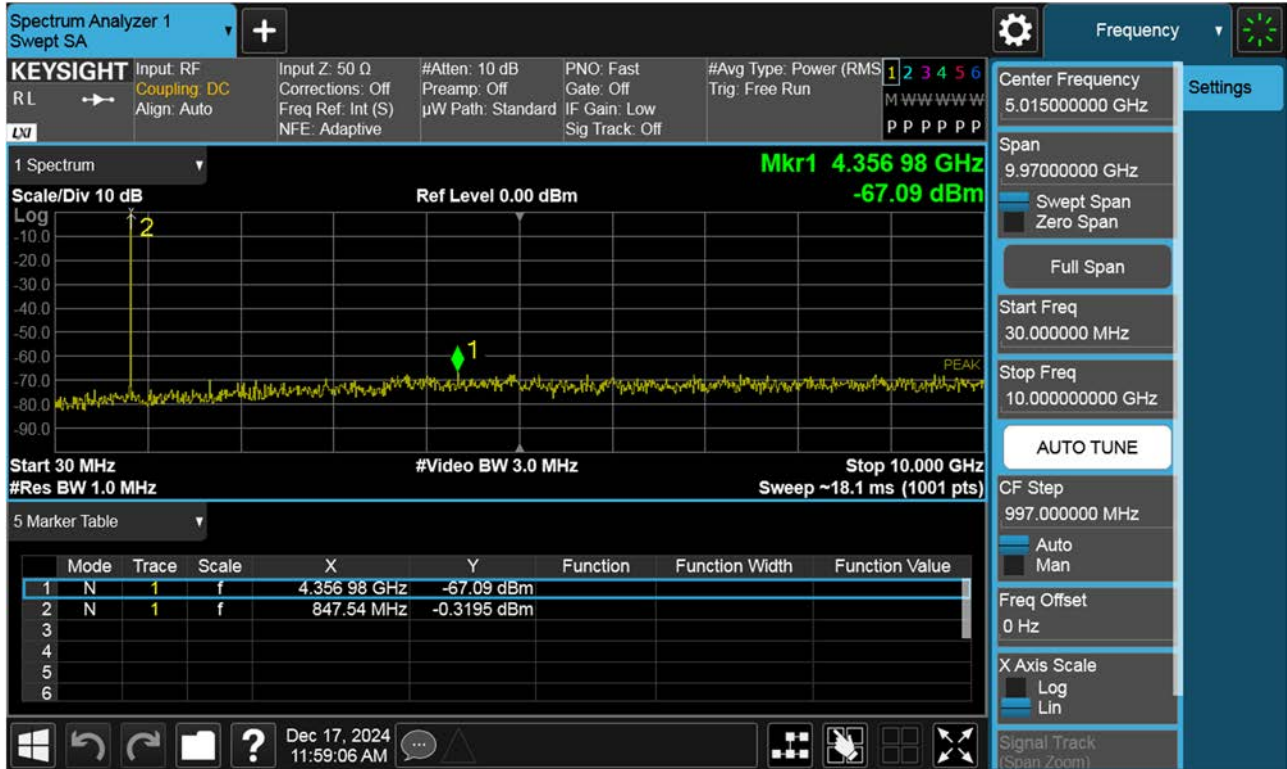 Spectrum Analyzer 1
Swept SA
+
Frequency
KEYSIGHT
RL
LXI
Input: RF
Coupling: DC
Align: Auto
Input Z: 50 Ω
Corrections: Off
Freq Ref: Int (S)
NFE: Adaptive
#Atten: 10 dB
Preamp: Off
µW Path: Standard
PNO: Fast
Gate: Off
IF Gain: Low
Sig Track: Off
#Avg Type: Power (RMS
Trig: Free Run
1 2 3 4 5 6
M W W W W W
P P P P P P
1 Spectrum
Mkr1 4.356 98 GHz
-67.09 dBm
Scale/Div 10 dB
Ref Level 0.00 dBm
Log
-10.0
-20.0
-30.0
-40.0
-50.0
-60.0
-70.0
-80.0
-90.0
2
1
PEAK
Start 30 MHz
#Video BW 3.0 MHz
Stop 10.000 GHz
#Res BW 1.0 MHz
Sweep ~18.1 ms (1001 pts)
5 Marker Table
Mode Trace Scale X Y Function Function Width Function Value
1 N 1 f 4.356 98 GHz -67.09 dBm
2 N 1 f 847.54 MHz -0.3195 dBm
3
4
5
6
?
Dec 17, 2024
11:59:06 AM
Center Frequency
5.015000000 GHz
Span
9.97000000 GHz
Swept Span
Zero Span
Full Span
Start Freq
30.000000 MHz
Stop Freq
10.000000000 GHz
AUTO TUNE
CF Step
997.000000 MHz
Auto
Man
Freq Offset
0 Hz
X Axis Scale
Log
Lin
Signal Track
(Span Zoom)
Settings